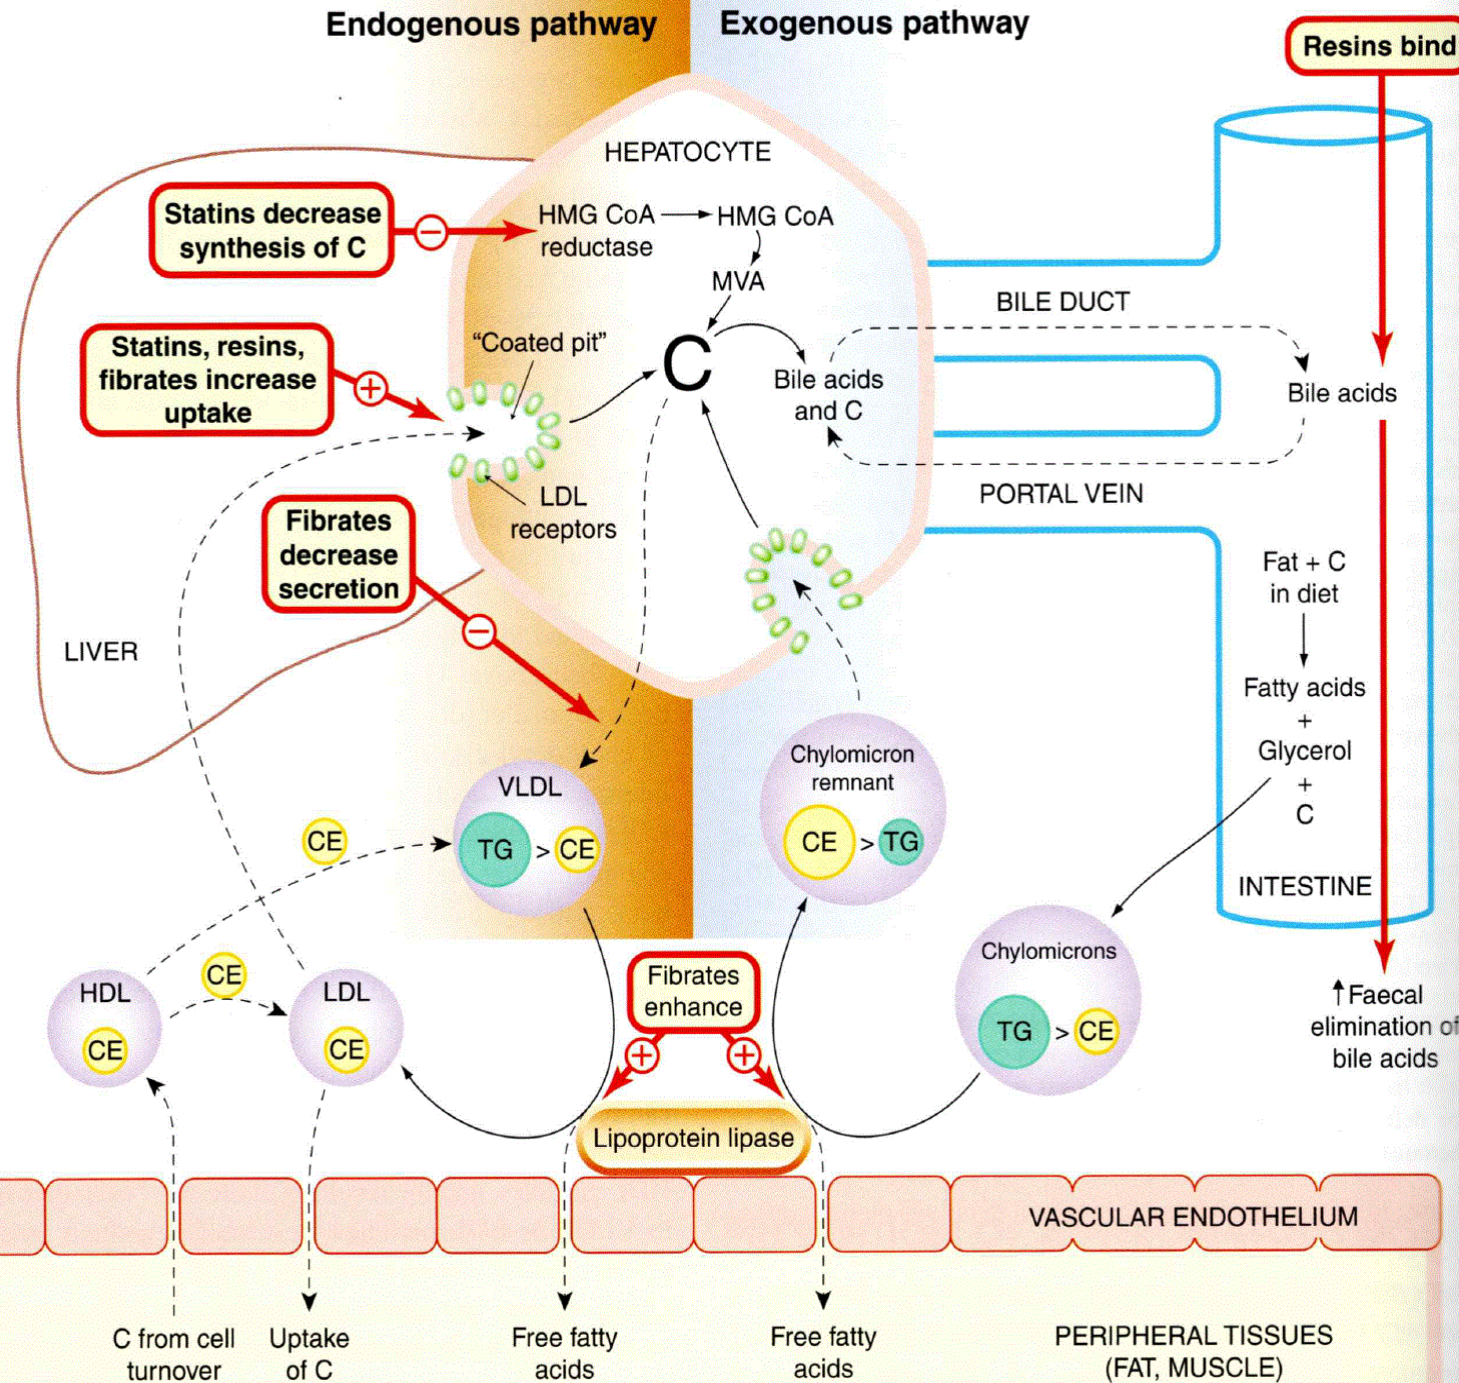 Endogenous pathway
Exogenous pathway
Resins bind
HEPATOCYTE
Statins decrease
synthesis of C
−
HMG CoA
reductase
HMG CoA
MVA
BILE DUCT
"Coated pit"
C
Statins, resins,
fibrates increase
uptake
+
Bile acids
and C
Bile acids
LDL
receptors
PORTAL VEIN
Fibrates
decrease
secretion
−
Fat + C
in diet
LIVER
Fatty acids
+
Glycerol
+
C
INTESTINE
VLDL
TG > CE
Chylomicron
remnant
CE > TG
CE
Chylomicrons
TG > CE
CE
HDL
CE
LDL
CE
Fibrates
enhance
+
+
↑Faecal
elimination of
bile acids
Lipoprotein lipase
VASCULAR ENDOTHELIUM
C from cell
turnover
Uptake
of C
Free fatty
acids
Free fatty
acids
PERIPHERAL TISSUES
(FAT, MUSCLE)